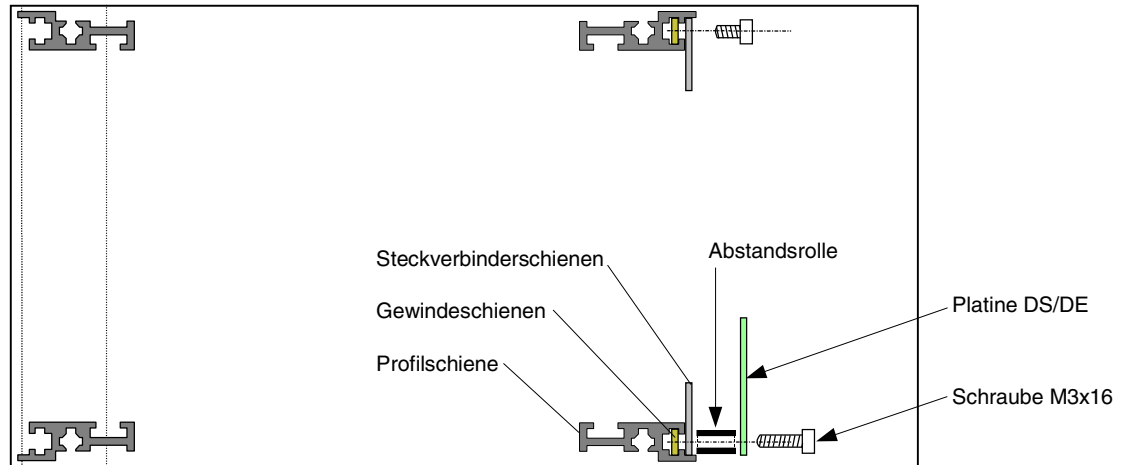 Steckverbinderschienen
Abstandsrolle
Gewindeschienen
Platine DS/DE
Profilschiene
Schraube M3x16